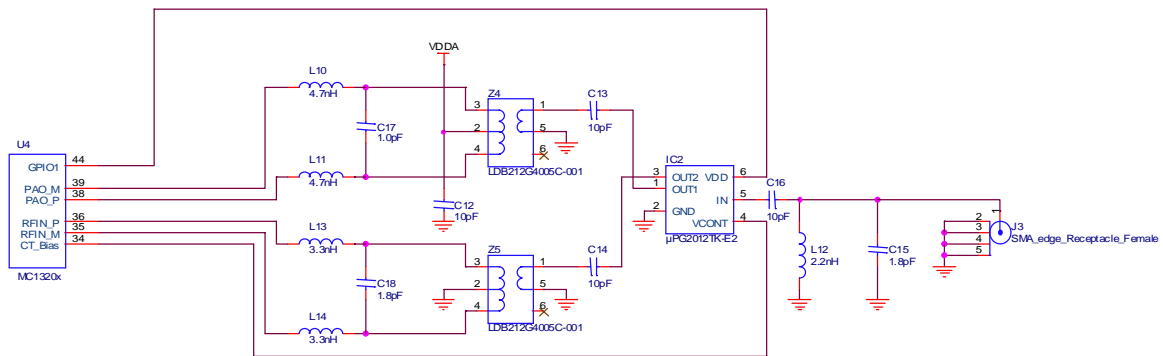 VDDA
L10
4.7nH
C17
1.0pF
L11
4.7nH
Z4
3
2
4
1
5
6
LDB212G4005C-001
C13
10pF
C12
10pF
U4
GPIO1
44
PAO_M
39
PAO_P
38
RFIN_P
36
RFIN_M
35
CT_Bias
34
MC1320x
L13
3.3nH
C18
1.8pF
L14
3.3nH
Z5
3
2
4
1
5
6
LDB212G4005C-001
C14
10pF
IC2
3
OUT2
VDD
6
1
OUT1
IN
5
2
GND
VCONT
4
µPG2012TK-E2
C16
10pF
L12
2.2nH
C15
1.8pF
1
2
3
4
5
J3
SMA_edge_Receptacle_Female